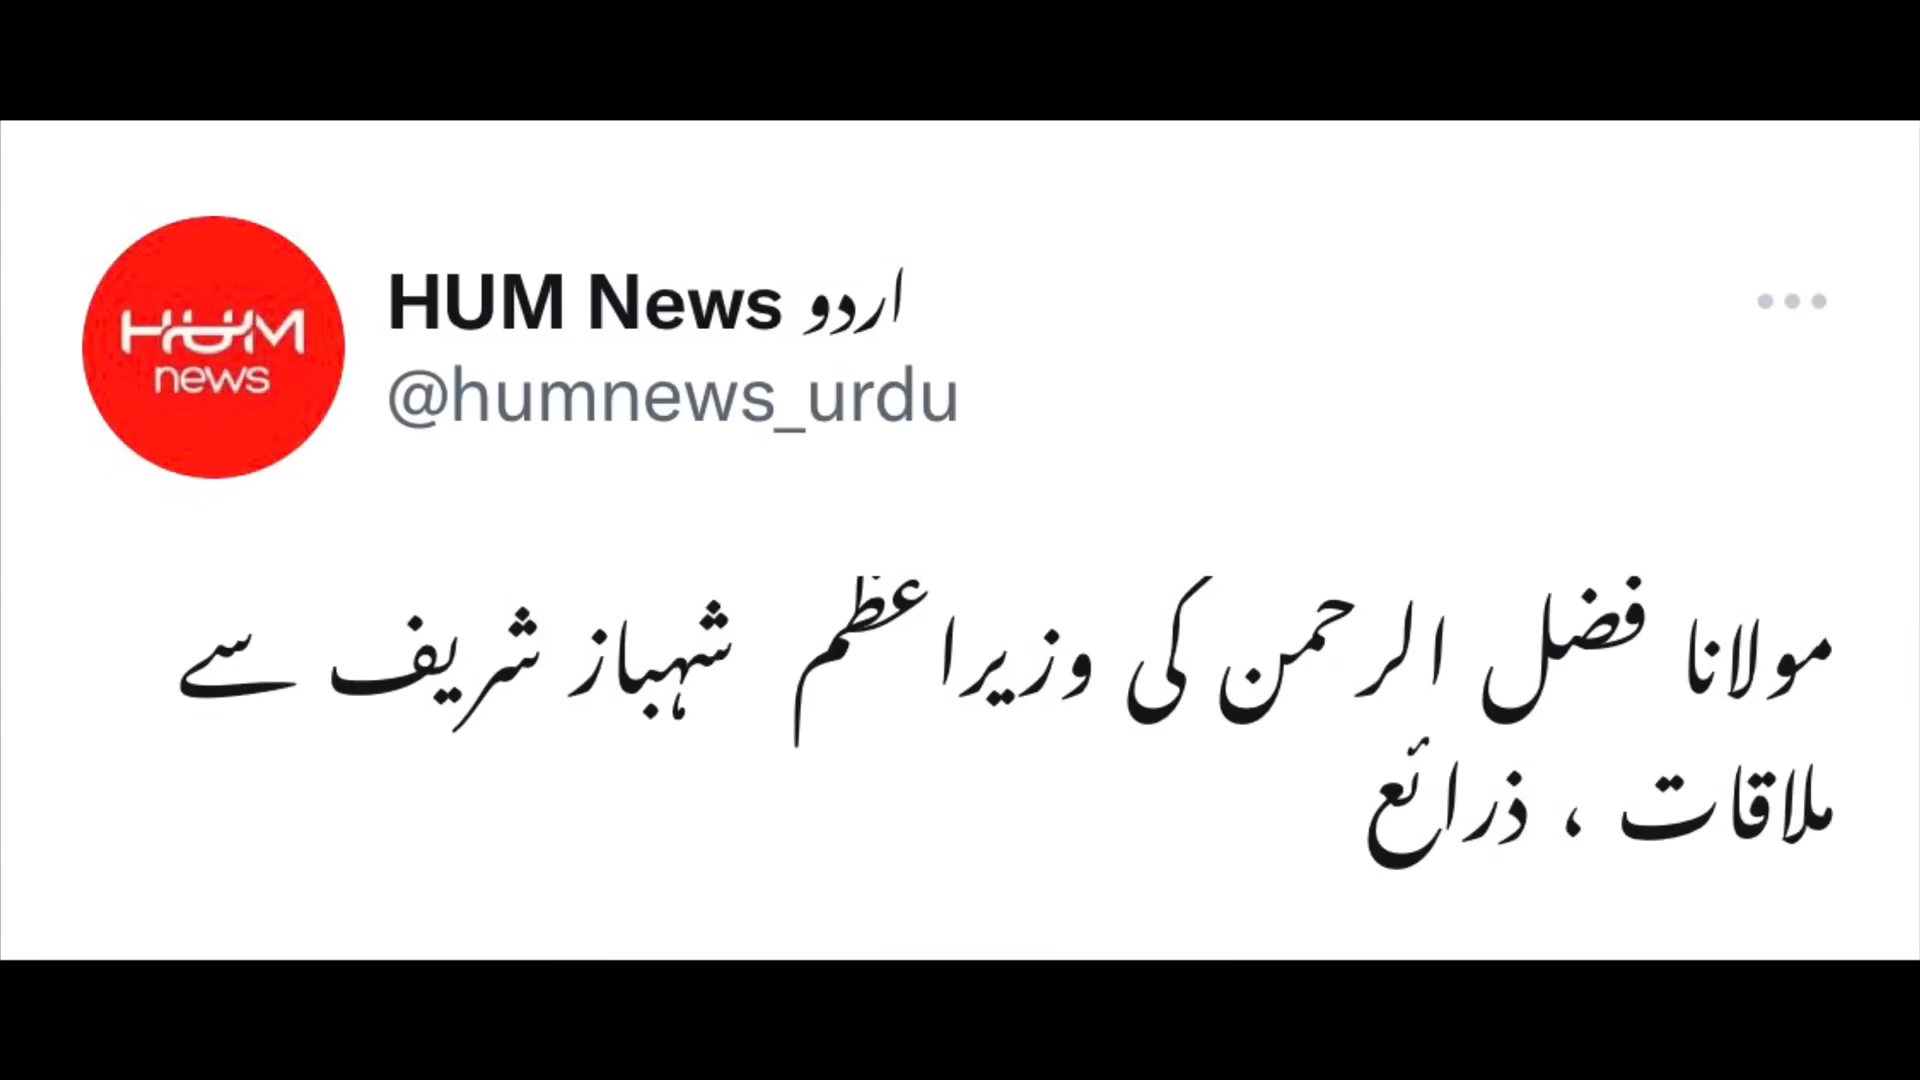 HUM
news
HUM News اردو
@humnews_urdu
مولانا فضل الرحمن کی وزیراعظم شہباز شریف سے
ملاقات ، ذرائع